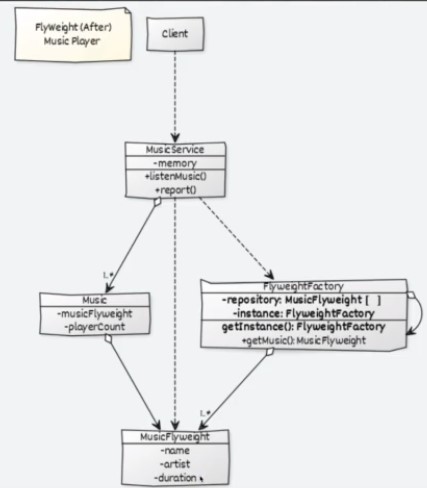 FlyWeight (After)
Music Player
Client
MusicService
-memory
+listenMusic()
+report()
1..*
Music
-musicFlyweight
-playerCount
FlyweightFactory
-repository: MusicFlyweight [ ]
-instance: FlyweightFactory
getInstance(): FlyweightFactory
+getMusic(): MusicFlyweight
1..*
MusicFlyweight
-name
-artist
-duration